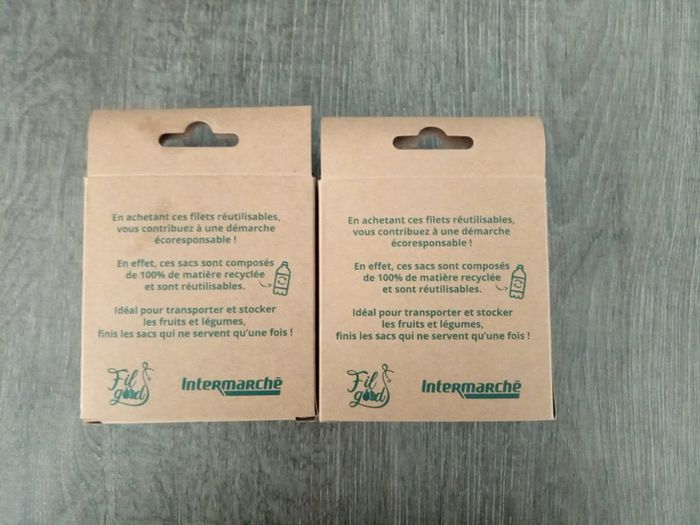 En achetant ces filets réutilisables,
vous contribuez à une démarche
écoresponsable !
En effet, ces sacs sont composés
de 100% de matière recyclée
et sont réutilisables.
Idéal pour transporter et stocker
les fruits et légumes,
finis les sacs qui ne servent qu'une fois !
Fil
good
Intermarchē
En achetant ces filets réutilisables,
vous contribuez à une démarche
écoresponsable !
En effet, ces sacs sont composés
de 100% de matière recyclée
et sont réutilisables.
Idéal pour transporter et stocker
les fruits et légumes,
finis les sacs qui ne servent qu'une fois !
Fil
good
Intermarchē